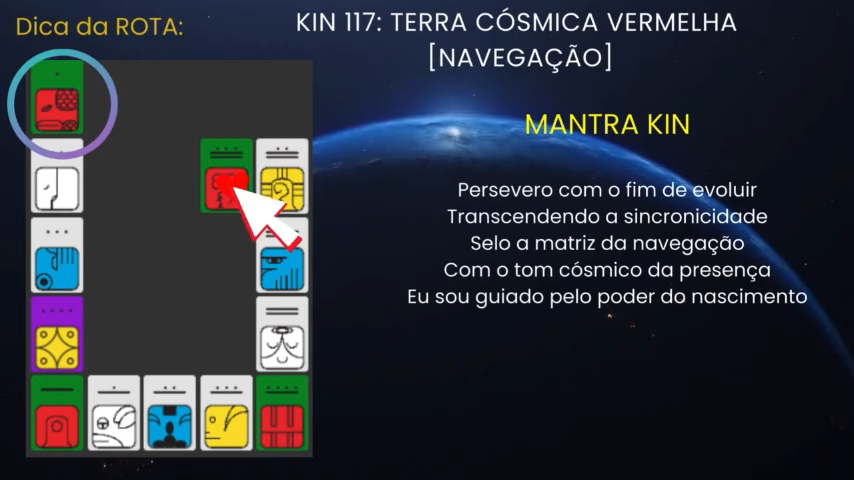 Dica da ROTA:
KIN 117: TERRA CÓSMICA VERMELHA
[NAVEGAÇÃO]
MANTRA KIN
Persevero com o fim de evoluir
Transcendendo a sincronicidade
Selo a matriz da navegação
Com o tom cósmico da presença
Eu sou guiado pelo poder do nascimento